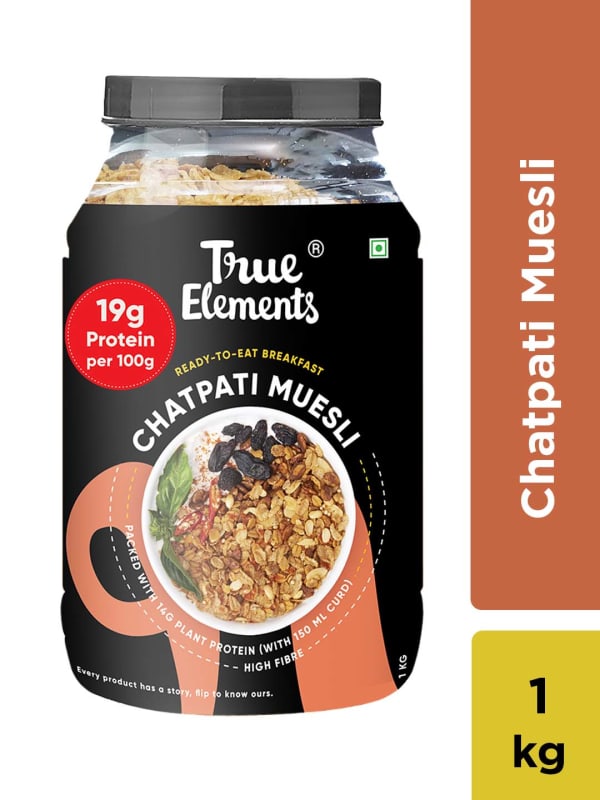 True
Elements ®
19g
Protein
per 100g
READY-TO-EAT BREAKFAST
CHATPATI MUESLI
PACKED WITH 14G PLANT PROTEIN (WITH 150 ML CURD)
HIGH FIBRE
Every product has a story, flip to know ours.
1 KG
Chatpati Muesli
1
kg